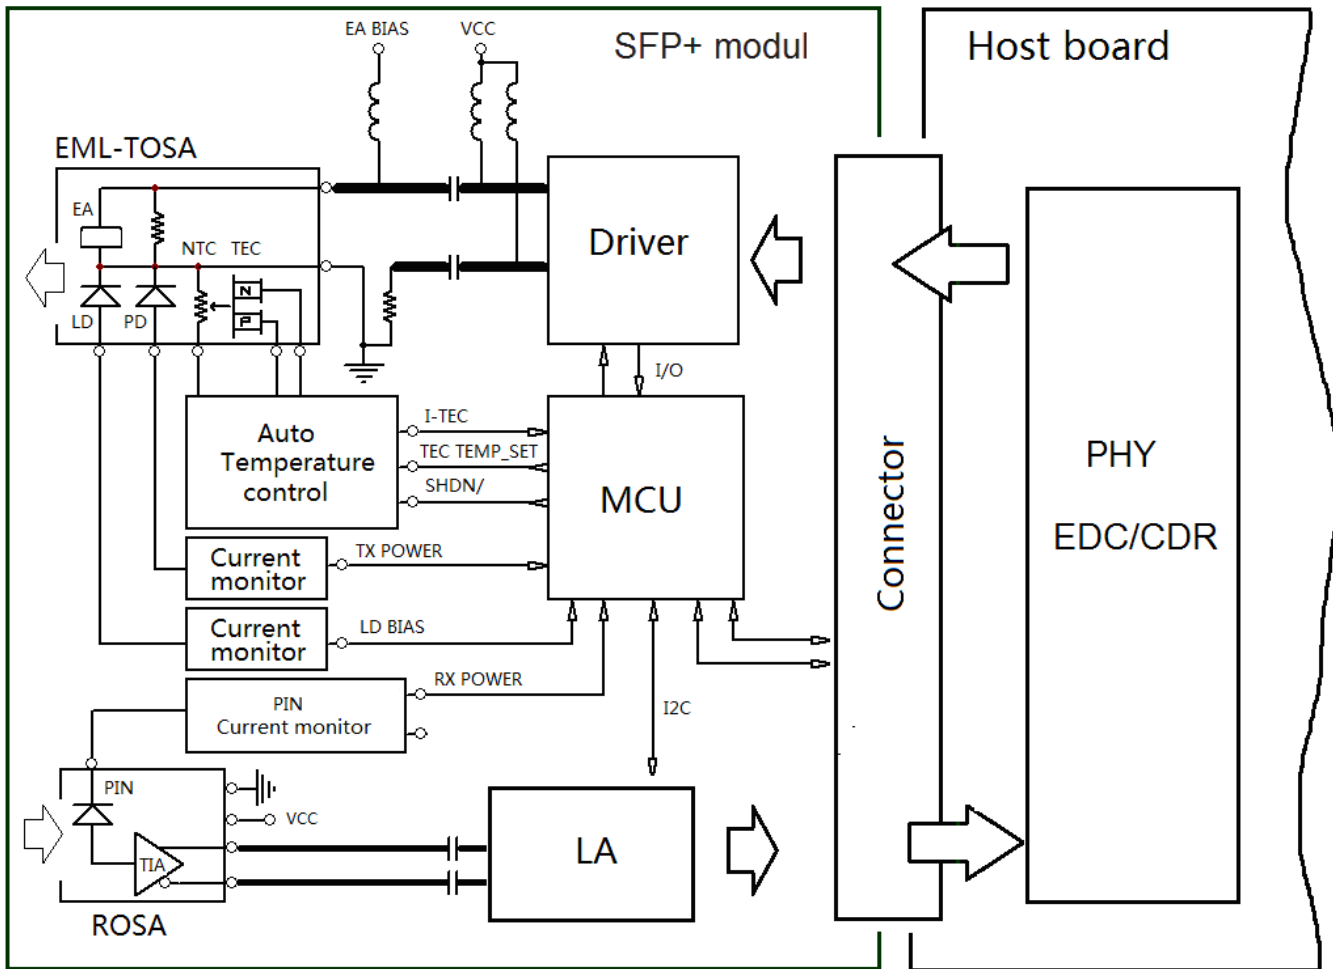 EA BIAS
VCC
SFP+ modul
Host board
EML-TOSA
EA
NTC TEC
N
P
LD
PD
Driver
I/O
Auto
Temperature
control
I-TEC
TEC TEMP_SET
SHDN/
MCU
Connector
PHY
EDC/CDR
Current
monitor
TX POWER
Current
monitor
LD BIAS
PIN
Current monitor
RX POWER
I2C
PIN
VCC
TIA
LA
ROSA